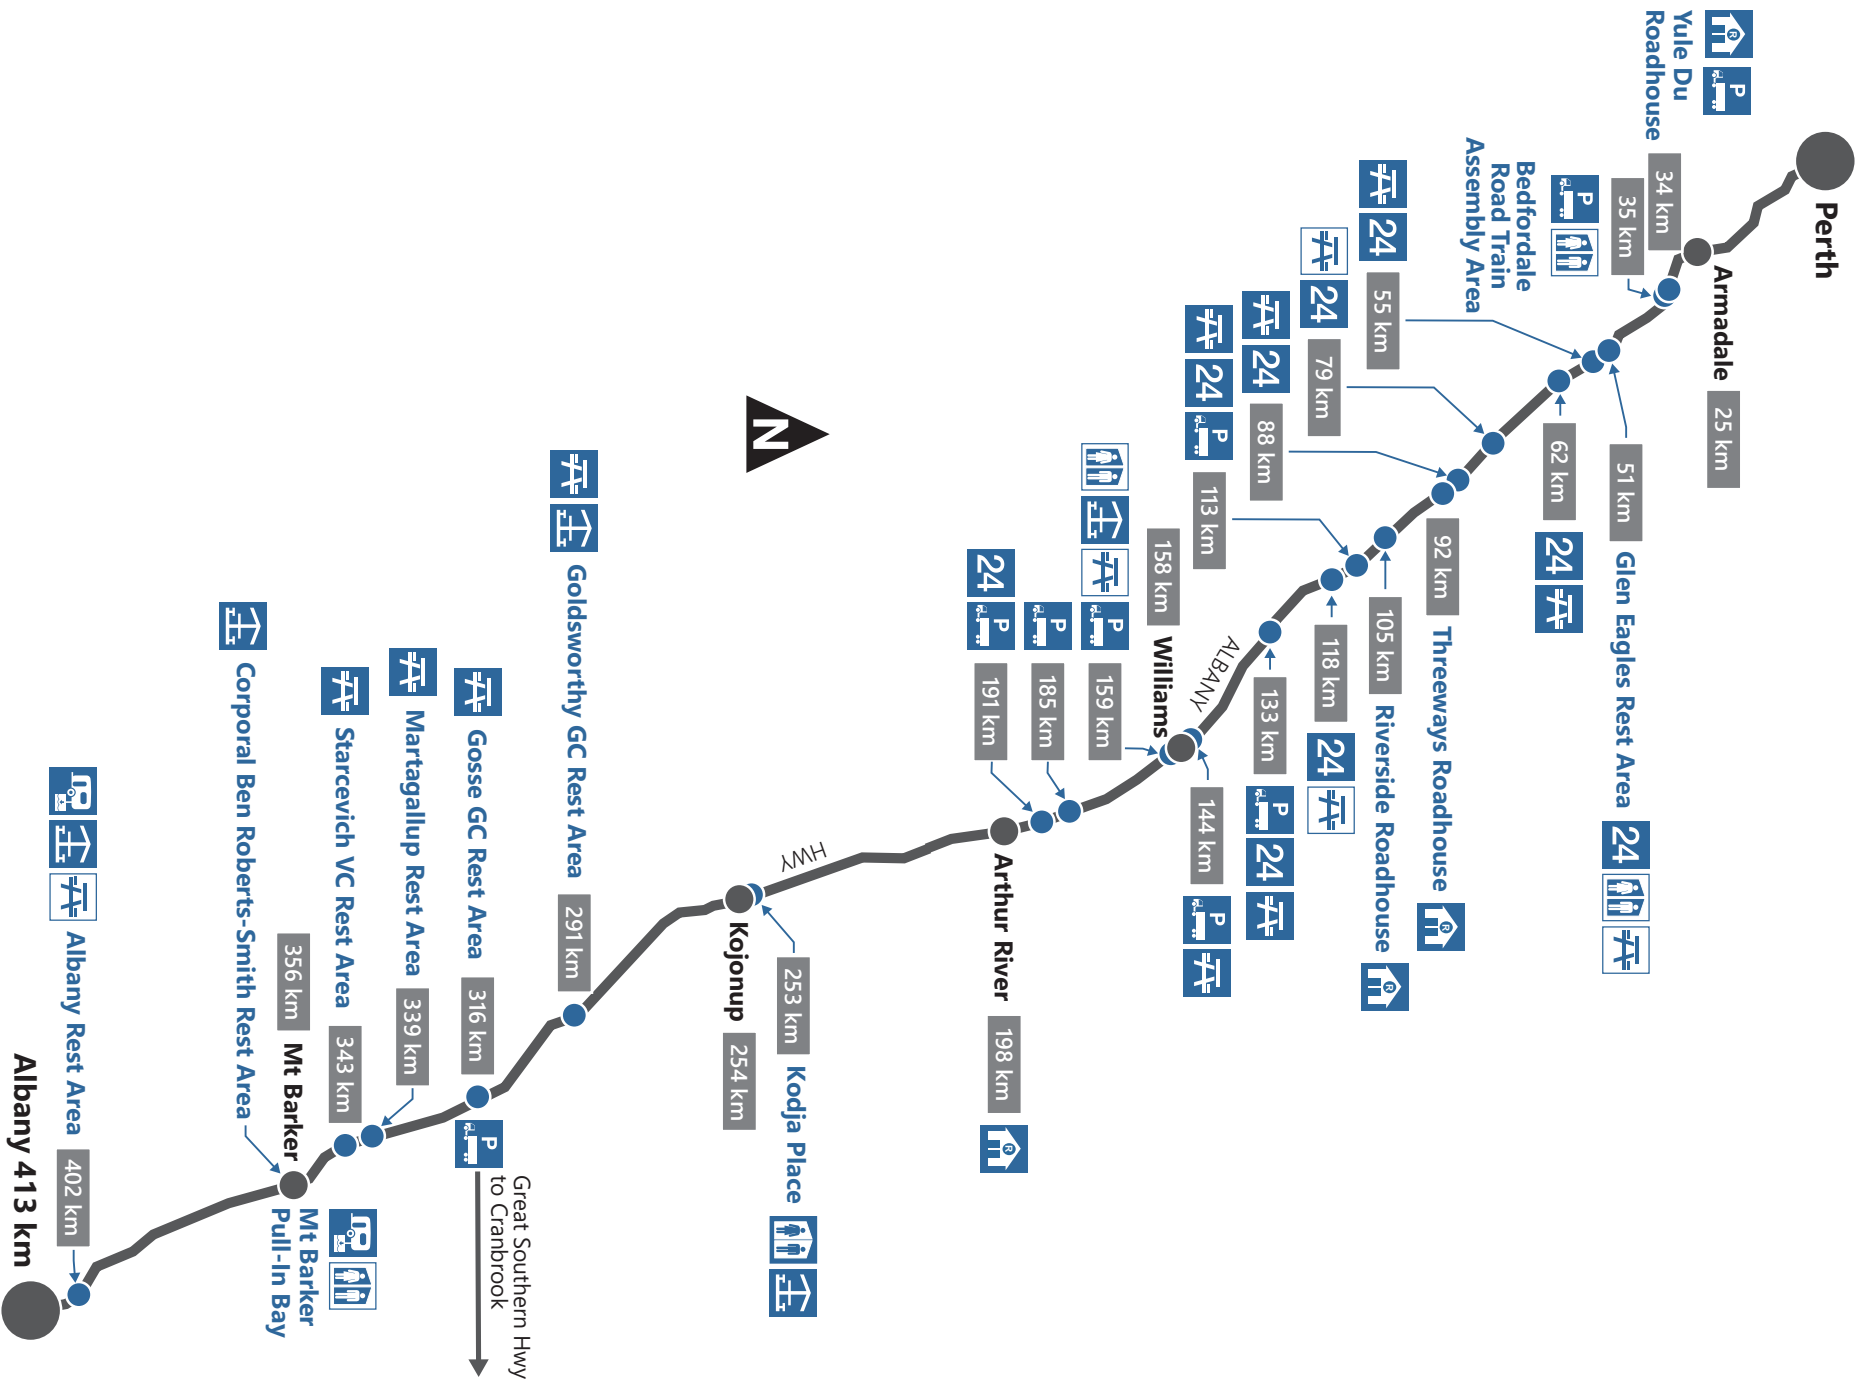 Perth
Yule Du
Roadhouse
P
34 km
35 km
Armadale
25 km
Bedfordale
Road Train
Assembly Area
P
51 km
Glen Eagles Rest Area
24
24
55 km
62 km
24
24
79 km
24
88 km
92 km
Threeways Roadhouse
R
105 km
Riverside Roadhouse
R
24
P
113 km
118 km
24
133 km
P
24
ALBANY
144 km
P
158 km
Williams
P
159 km
P
185 km
24
P
191 km
Arthur River
198 km
R
HWY
N
253 km
Kodja Place
Kojonup
254 km
Goldsworthy GC Rest Area
291 km
Gosse GC Rest Area
316 km
P
Great Southern Hwy
to Cranbrook
Martagallup Rest Area
339 km
Starcevich VC Rest Area
343 km
356 km
Mt Barker
Mt Barker
Pull-In Bay
Corporal Ben Roberts-Smith Rest Area
Albany Rest Area
402 km
Albany 413 km
R